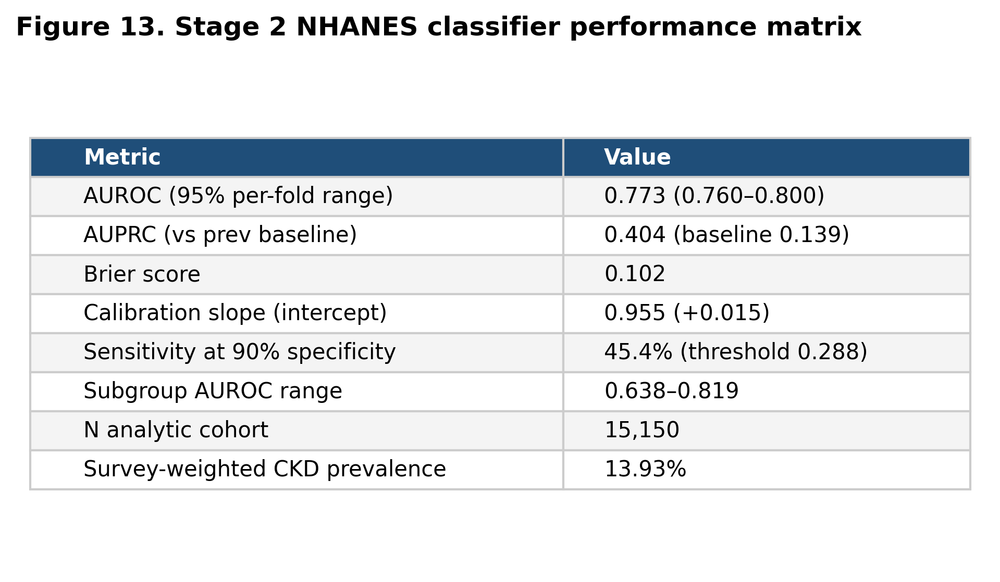 Figure 13. Stage 2 NHANES classifier performance matrix
Metric Value
AUROC (95% per-fold range) 0.773 (0.760–0.800)
AUPRC (vs prev baseline) 0.404 (baseline 0.139)
Brier score 0.102
Calibration slope (intercept) 0.955 (+0.015)
Sensitivity at 90% specificity 45.4% (threshold 0.288)
Subgroup AUROC range 0.638–0.819
N analytic cohort 15,150
Survey-weighted CKD prevalence 13.93%